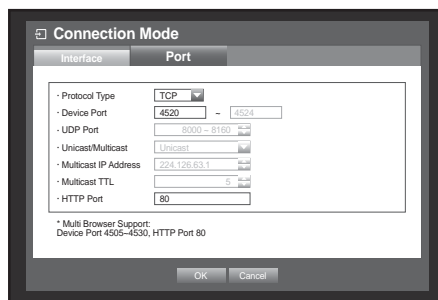 Connection Mode
Interface Port
· Protocol Type TCP
· Device Port 4520 ~ 4524
· UDP Port 8000 ~ 8160
· Unicast/Multicast Unicast
· Multicast IP Address 224.126.63.1
· Multicast TTL 5
· HTTP Port 80
* Multi Browser Support:
Device Port 4505~4530, HTTP Port 80
OK Cancel